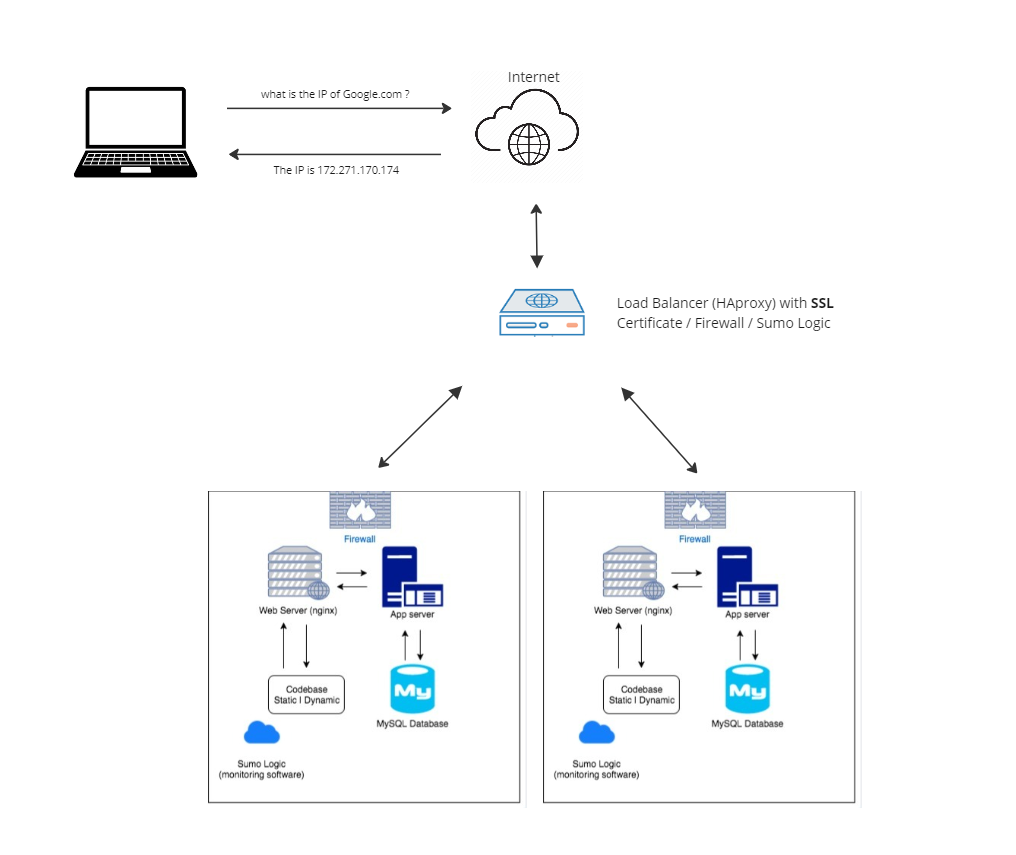 Internet
what is the IP of Google.com ?
The IP is 172.271.170.174
Load Balancer (HAproxy) with SSL
Certificate / Firewall / Sumo Logic
Firewall
Web Server (nginx)
App server
Codebase
Static I Dynamic
My
MySQL Database
Sumo Logic
(monitoring software)
Firewall
Web Server (nginx)
App server
Codebase
Static I Dynamic
My
MySQL Database
Sumo Logic
(monitoring software)